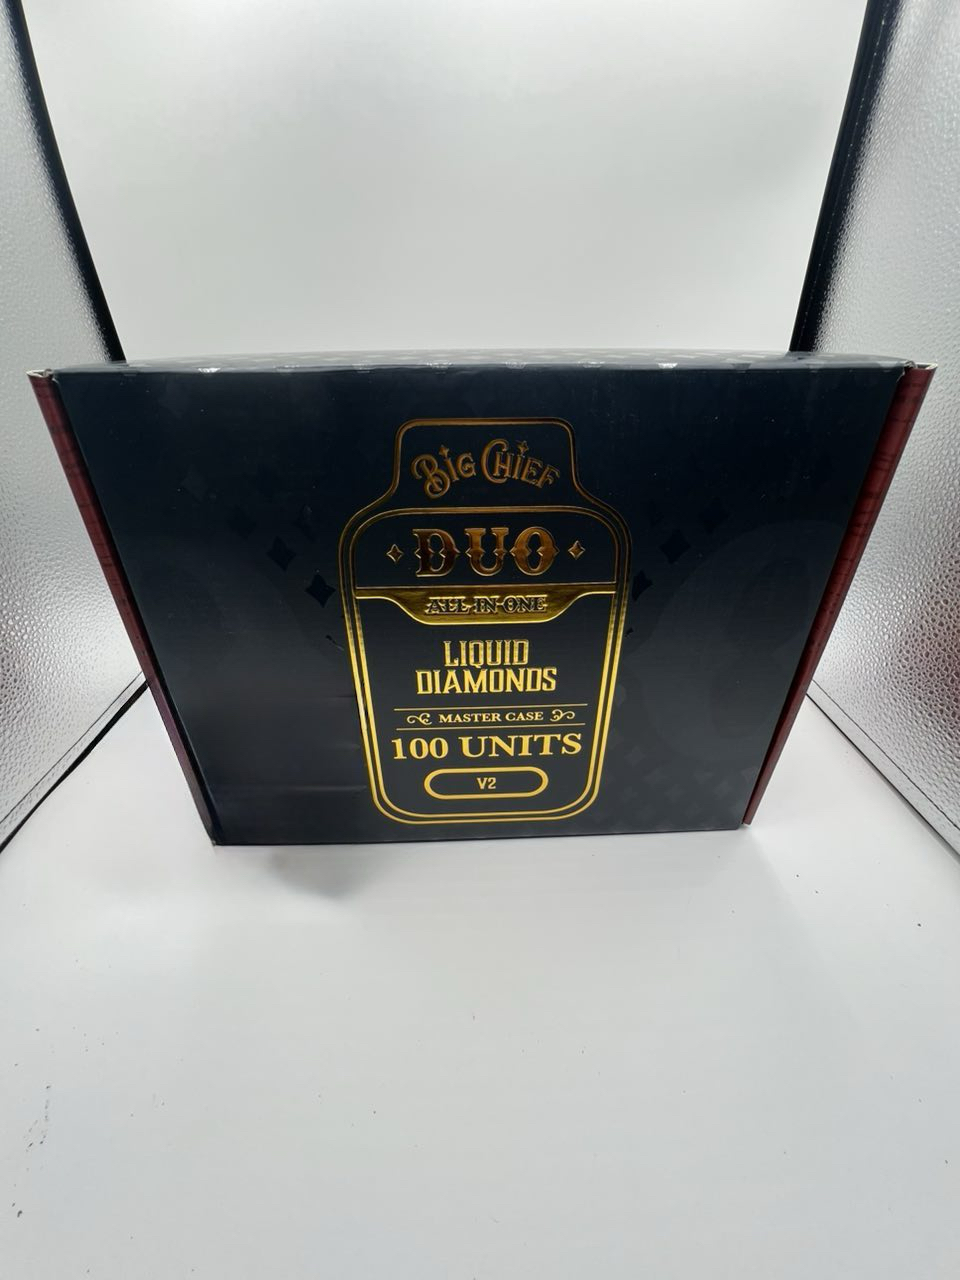 BIG CHIEF
DUO
ALL-IN-ONE
LIQUID
DIAMONDS
MASTER CASE
100 UNITS
V2